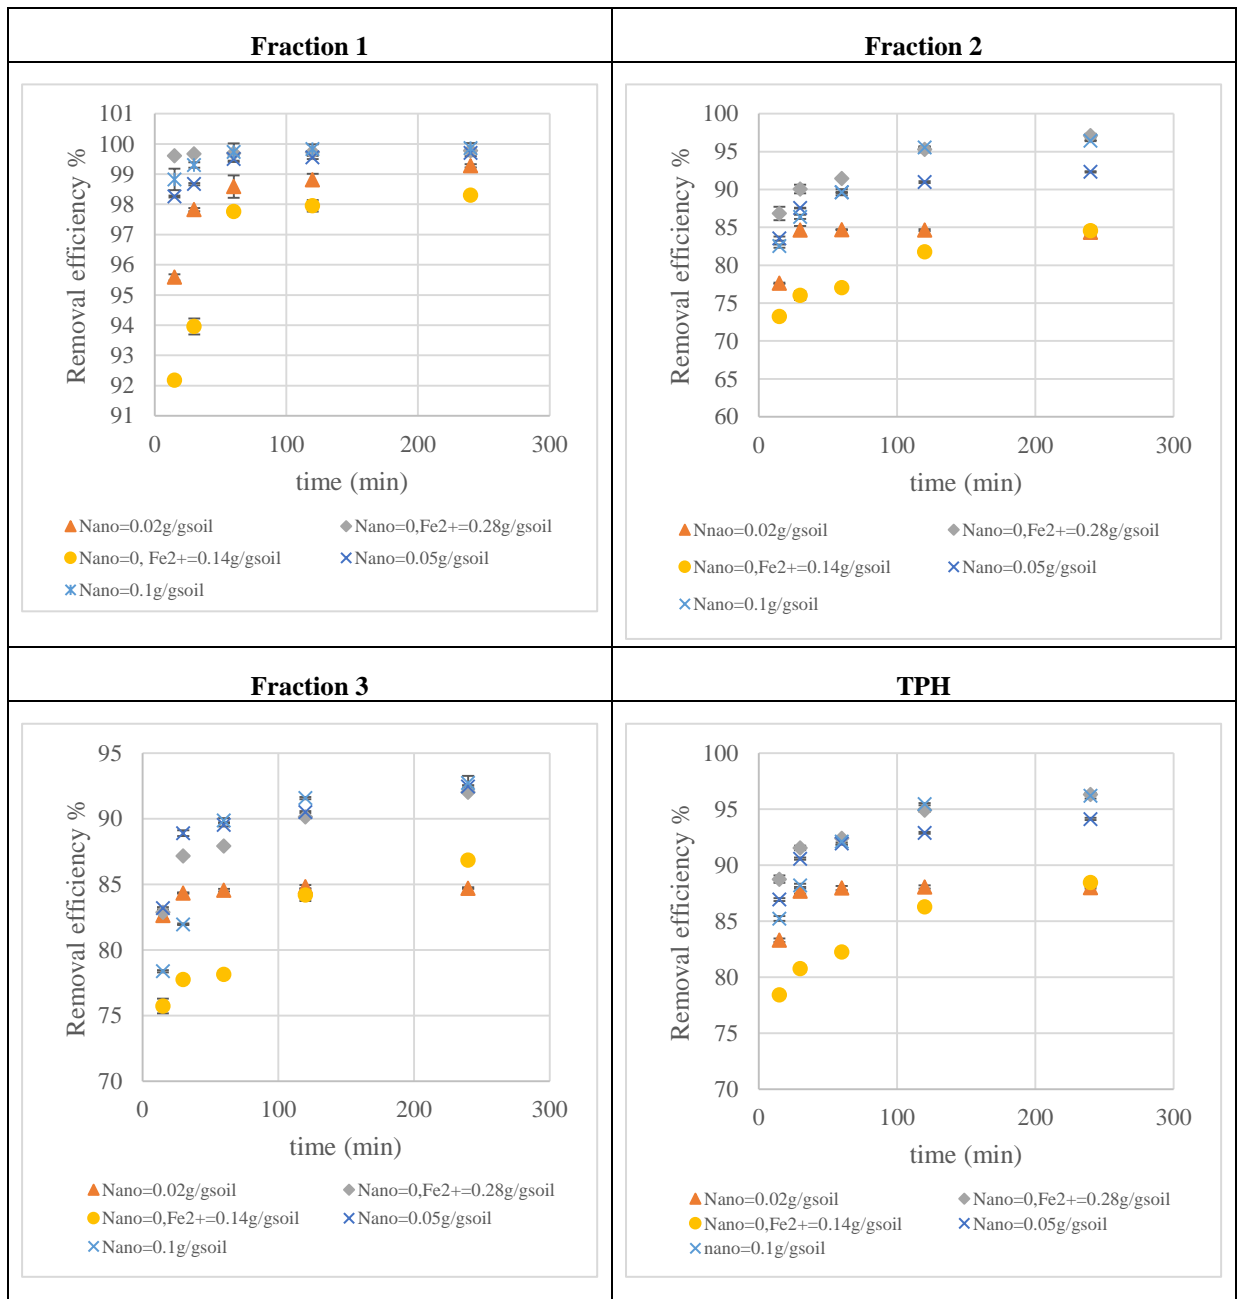 Fraction 1
Fraction 2
101
100
99
98
97
96
95
94
93
92
91
0
100
200
300
Removal efficiency %
time (min)
Nano=0.02g/gsoil
Nano=0,Fe2+=0.28g/gsoil
Nano=0, Fe2+=0.14g/gsoil
Nano=0.05g/gsoil
Nano=0.1g/gsoil
100
95
90
85
80
75
70
65
60
0
100
200
300
Removal efficiency %
time (min)
Nnao=0.02g/gsoil
Nano=0,Fe2+=0.28g/gsoil
Nano=0,Fe2+=0.14g/gsoil
Nano=0.05g/gsoil
Nano=0.1g/gsoil
Fraction 3
TPH
95
90
85
80
75
70
0
100
200
300
Removal efficiency %
time (min)
Nano=0.02g/gsoil
Nano=0,Fe2+=0.28g/gsoil
Nano=0,Fe2+=0.14g/gsoil
Nano=0.05g/gsoil
Nano=0.1g/gsoil
100
95
90
85
80
75
70
0
100
200
300
Removal efficiency %
time (min)
Nano=0.02g/gsoil
Nano=0,Fe2+=0.28g/gsoil
Nano=0,Fe2+=0.14g/gsoil
Nano=0.05g/gsoil
nano=0.1g/gsoil